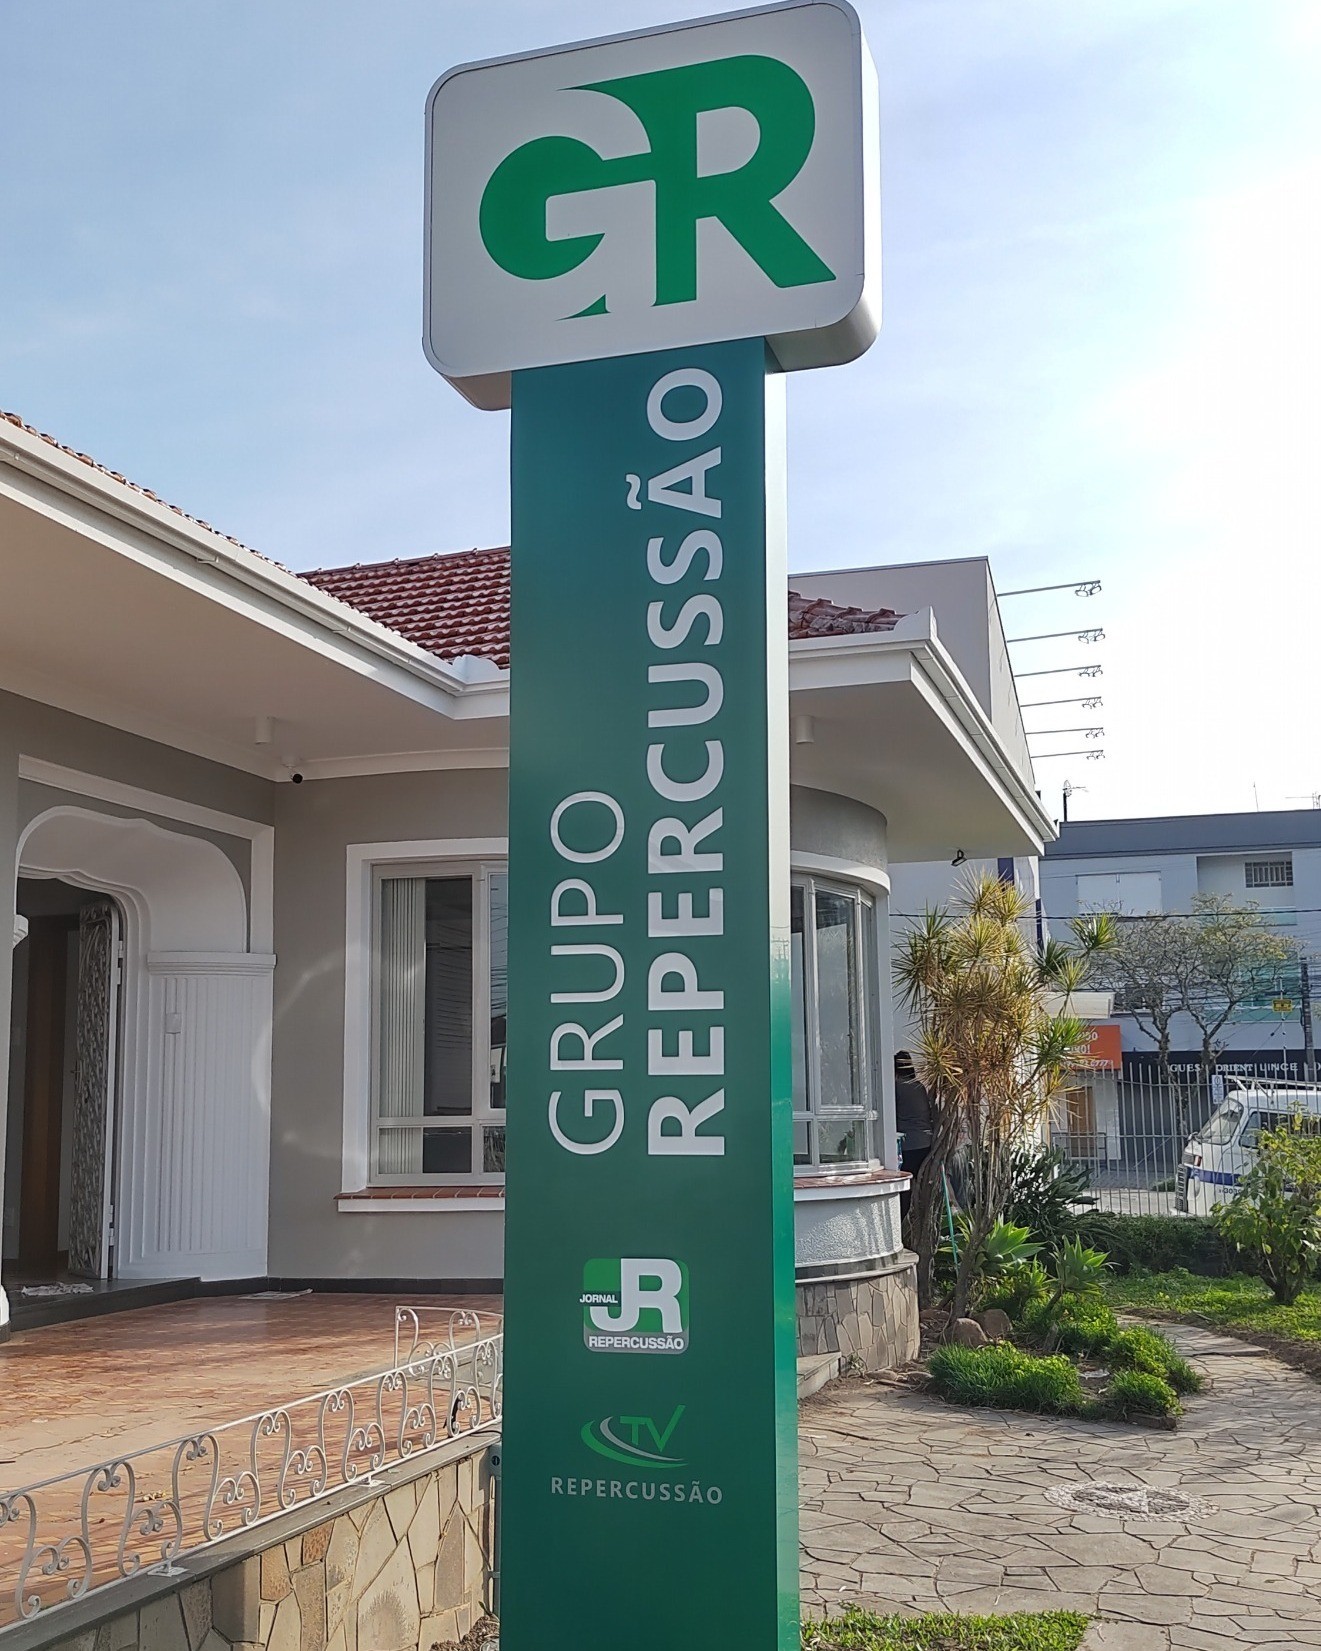 GR
GRUPO
REPERCUSSÃO
JORNAL
JR
REPERCUSSÃO
TV
REPERCUSSÃO